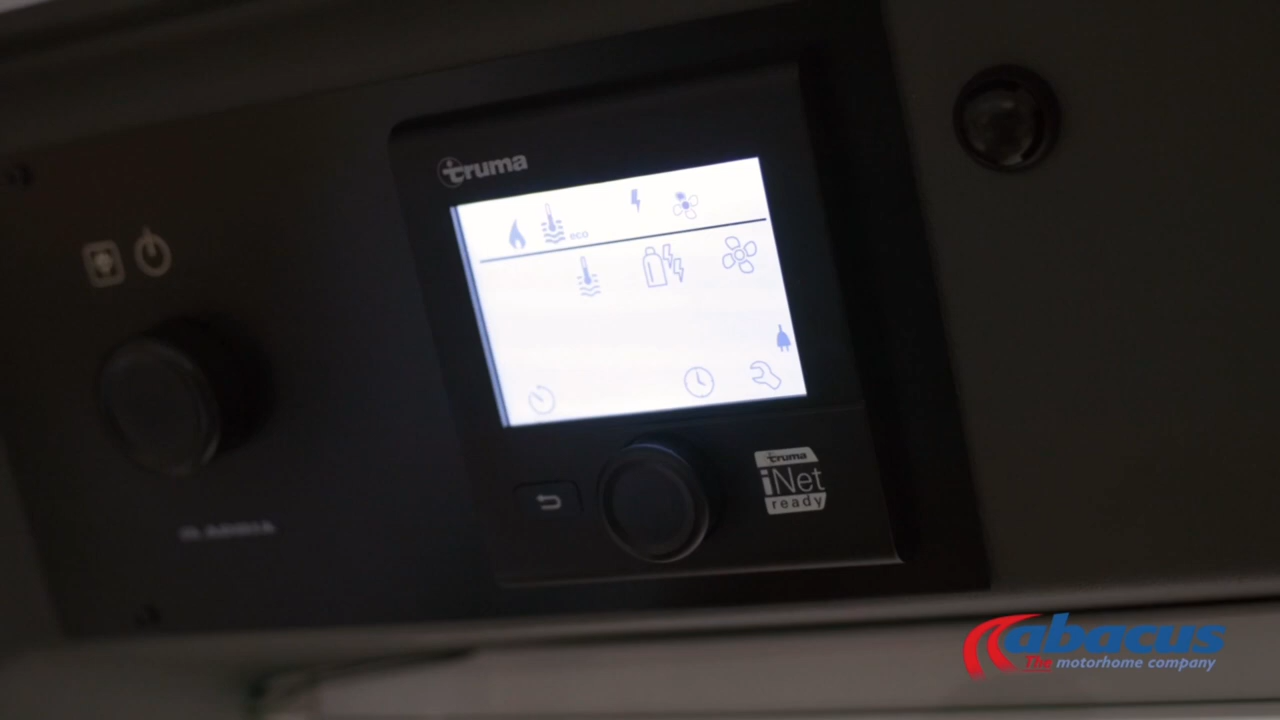 truma
eco
truma
iNet
ready
abacus
The motorhome company